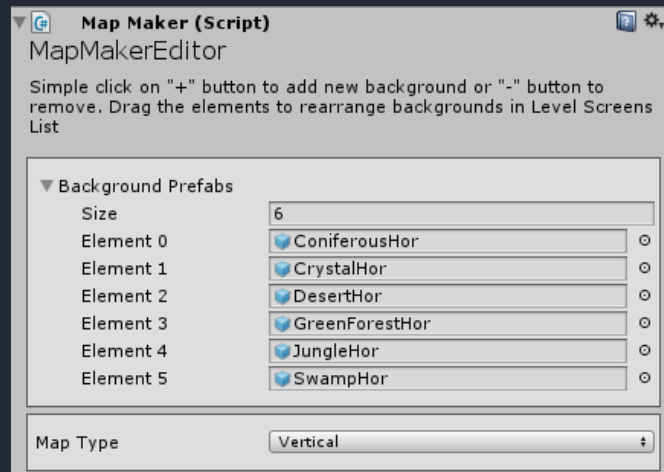 Map Maker (Script)
MapMakerEditor
Simple click on "+" button to add new background or "-" button to
remove. Drag the elements to rearrange backgrounds in Level Screens
List
Background Prefabs
Size 6
Element 0 ConiferousHor
Element 1 CrystalHor
Element 2 DesertHor
Element 3 GreenForestHor
Element 4 JungleHor
Element 5 SwampHor
Map Type Vertical